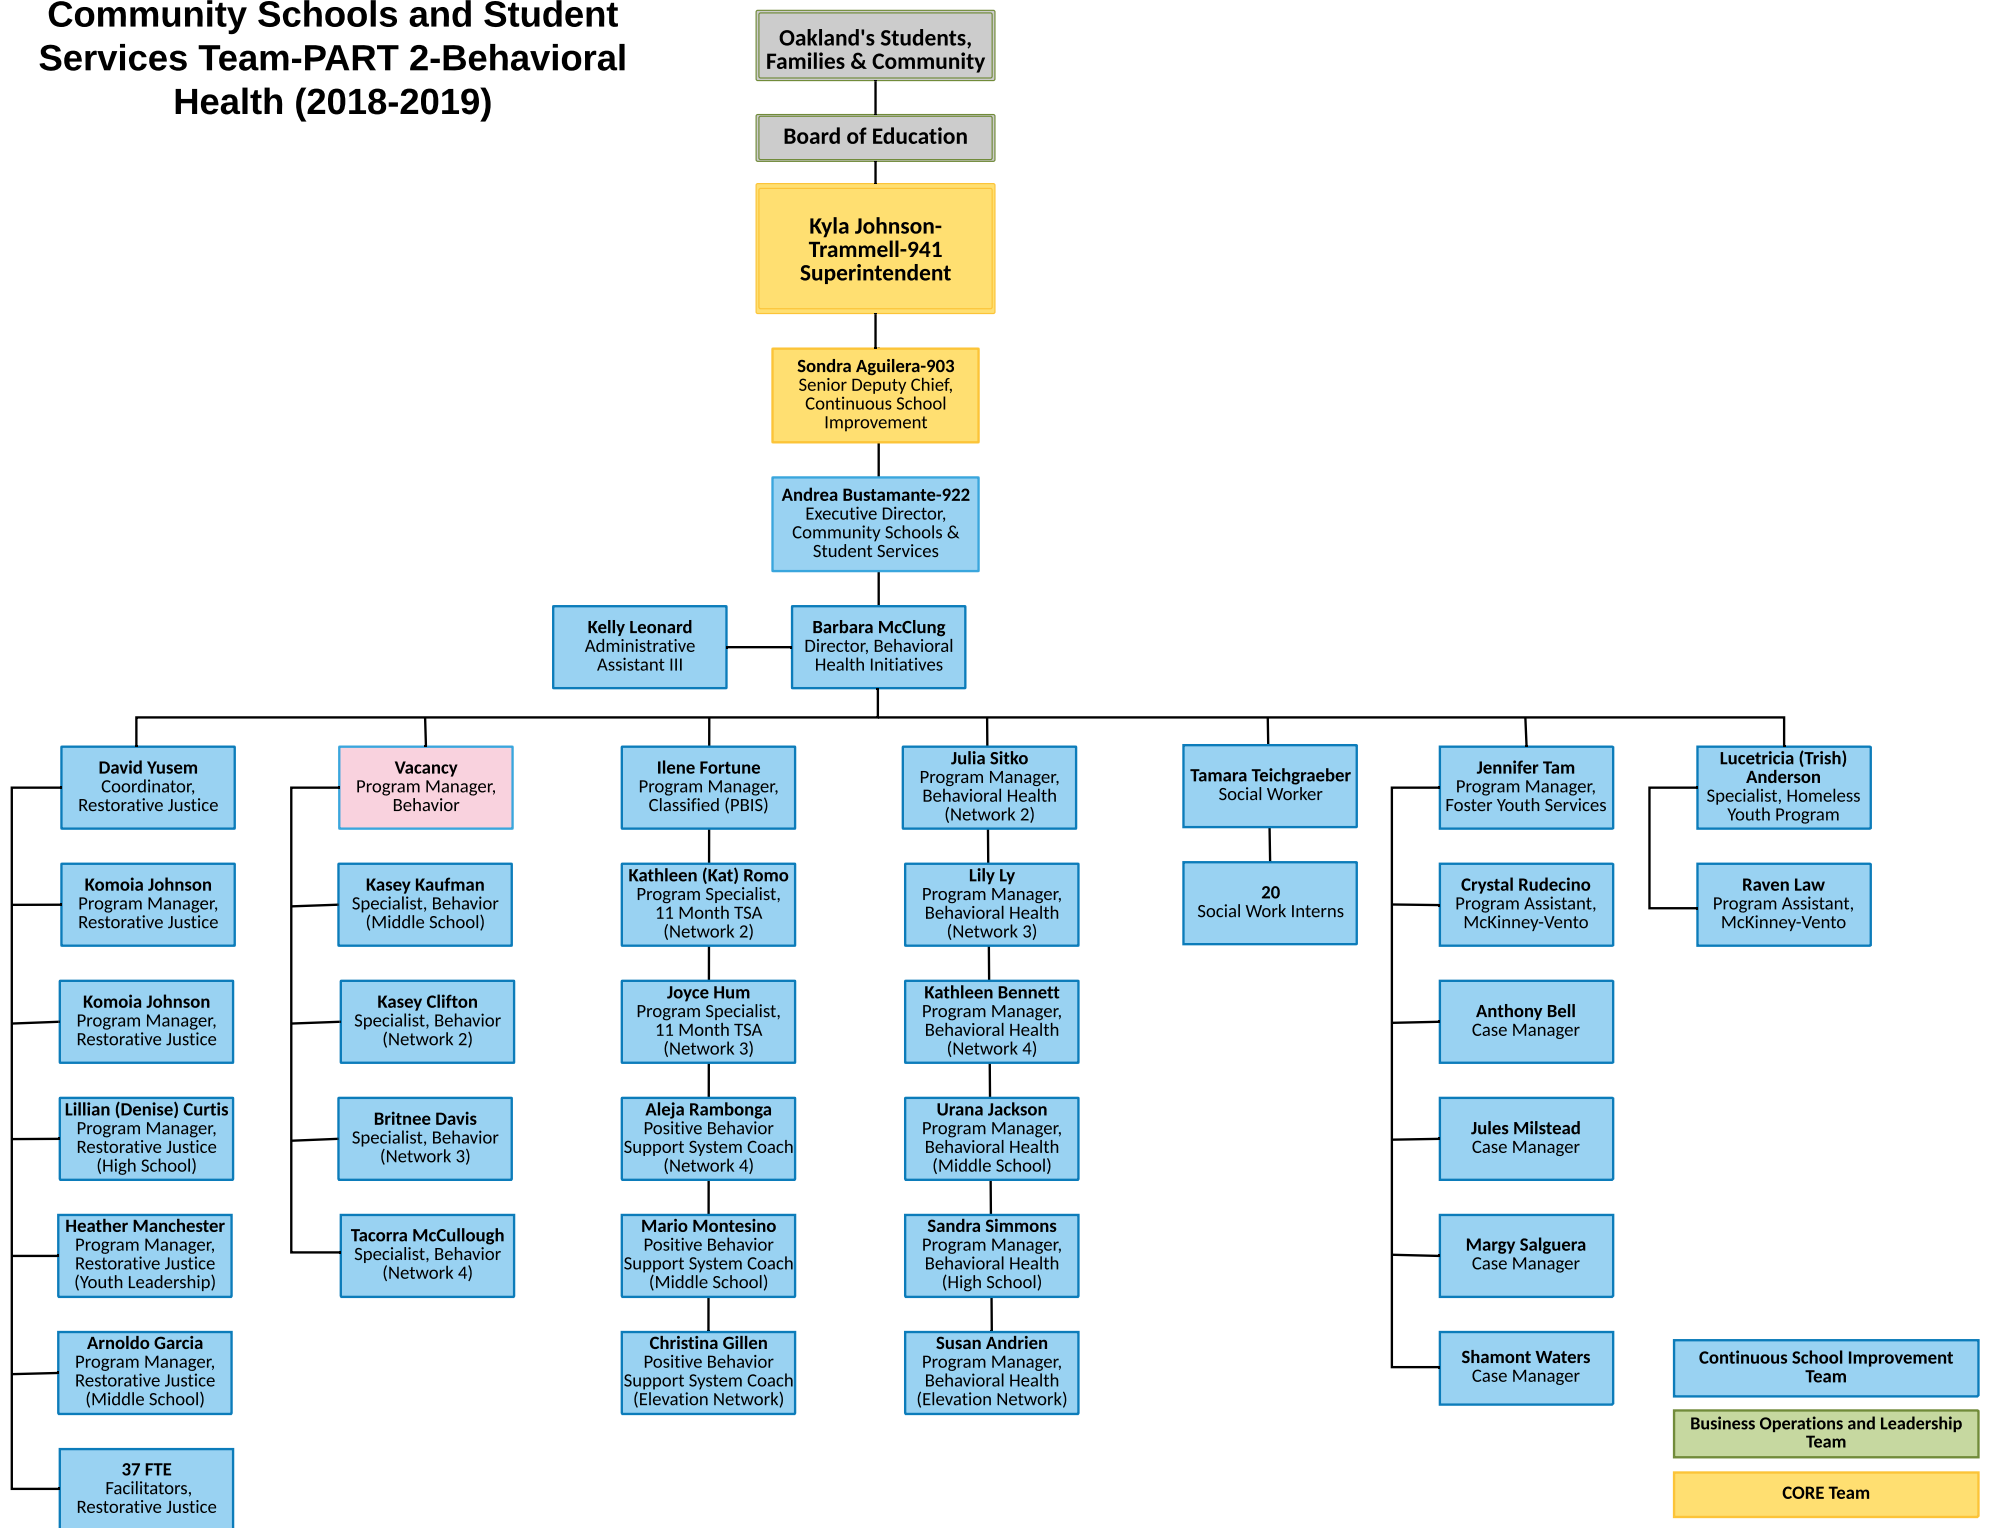 Community Schools and Student
Services Team-PART 2-Behavioral
Health (2018-2019)
Oakland's Students,
Families & Community
Board of Education
Kyla Johnson-
Trammell-941
Superintendent
Sondra Aguilera-903
Senior Deputy Chief,
Continuous School
Improvement
Andrea Bustamante-922
Executive Director,
Community Schools &
Student Services
Kelly Leonard
Administrative
Assistant III
Barbara McClung
Director, Behavioral
Health Initiatives
David Yusem
Coordinator,
Restorative Justice
Komoia Johnson
Program Manager,
Restorative Justice
Komoia Johnson
Program Manager,
Restorative Justice
Lillian (Denise) Curtis
Program Manager,
Restorative Justice
(High School)
Heather Manchester
Program Manager,
Restorative Justice
(Youth Leadership)
Arnoldo Garcia
Program Manager,
Restorative Justice
(Middle School)
37 FTE
Facilitators,
Restorative Justice
Vacancy
Program Manager,
Behavior
Kasey Kaufman
Specialist, Behavior
(Middle School)
Kasey Clifton
Specialist, Behavior
(Network 2)
Britnee Davis
Specialist, Behavior
(Network 3)
Tacorra McCullough
Specialist, Behavior
(Network 4)
Ilene Fortune
Program Manager,
Classified (PBIS)
Kathleen (Kat) Romo
Program Specialist,
11 Month TSA
(Network 2)
Joyce Hum
Program Specialist,
11 Month TSA
(Network 3)
Aleja Rambonga
Positive Behavior
Support System Coach
(Network 4)
Mario Montesino
Positive Behavior
Support System Coach
(Middle School)
Christina Gillen
Positive Behavior
Support System Coach
(Elevation Network)
Julia Sitko
Program Manager,
Behavioral Health
(Network 2)
Lily Ly
Program Manager,
Behavioral Health
(Network 3)
Kathleen Bennett
Program Manager,
Behavioral Health
(Network 4)
Urana Jackson
Program Manager,
Behavioral Health
(Middle School)
Sandra Simmons
Program Manager,
Behavioral Health
(High School)
Susan Andrien
Program Manager,
Behavioral Health
(Elevation Network)
Tamara Teichgraeber
Social Worker
20
Social Work Interns
Jennifer Tam
Program Manager,
Foster Youth Services
Crystal Rudecino
Program Assistant,
McKinney-Vento
Anthony Bell
Case Manager
Jules Milstead
Case Manager
Margy Salguera
Case Manager
Shamont Waters
Case Manager
Lucetricia (Trish)
Anderson
Specialist, Homeless
Youth Program
Raven Law
Program Assistant,
McKinney-Vento
Continuous School Improvement
Team
Business Operations and Leadership
Team
CORE Team